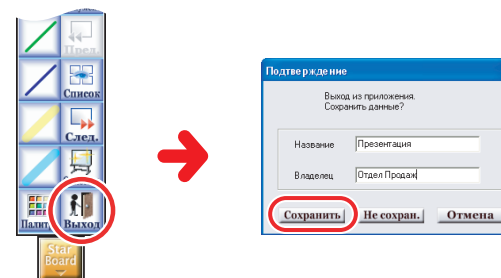 Пред.
Список
След.
Выход
Star
Board
Подтверждение
Выход из приложения.
Сохранить данные?
Название Презентация
Владелец Отдел Продаж
Сохранить Не сохран. Отмена